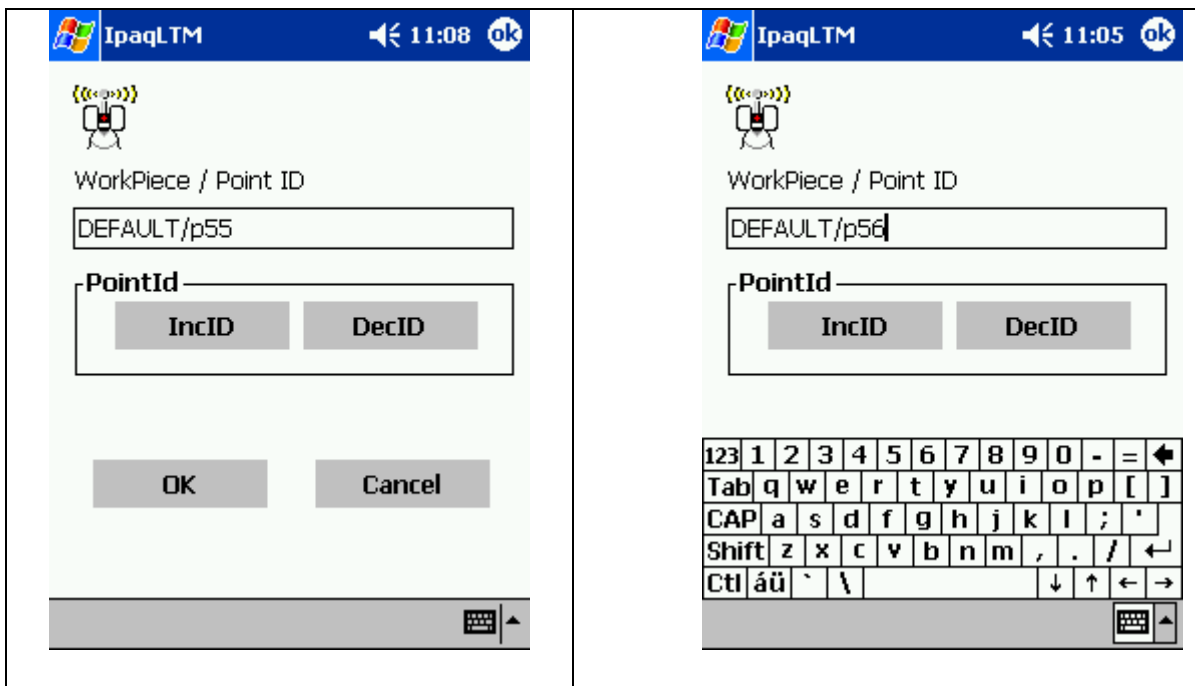 IpaqLTM 11:08 ok
WorkPiece / Point ID
DEFAULT/p55
PointId
IncID DecID
OK Cancel
IpaqLTM 11:05 ok
WorkPiece / Point ID
DEFAULT/p56
PointId
IncID DecID
123 1 2 3 4 5 6 7 8 9 0 - =
Tab q w e r t y u i o p [ ]
CAP a s d f g h j k l ; '
Shift z x c v b n m , . / ↵
Ctl áü ` \ ↓ ↑ ← →